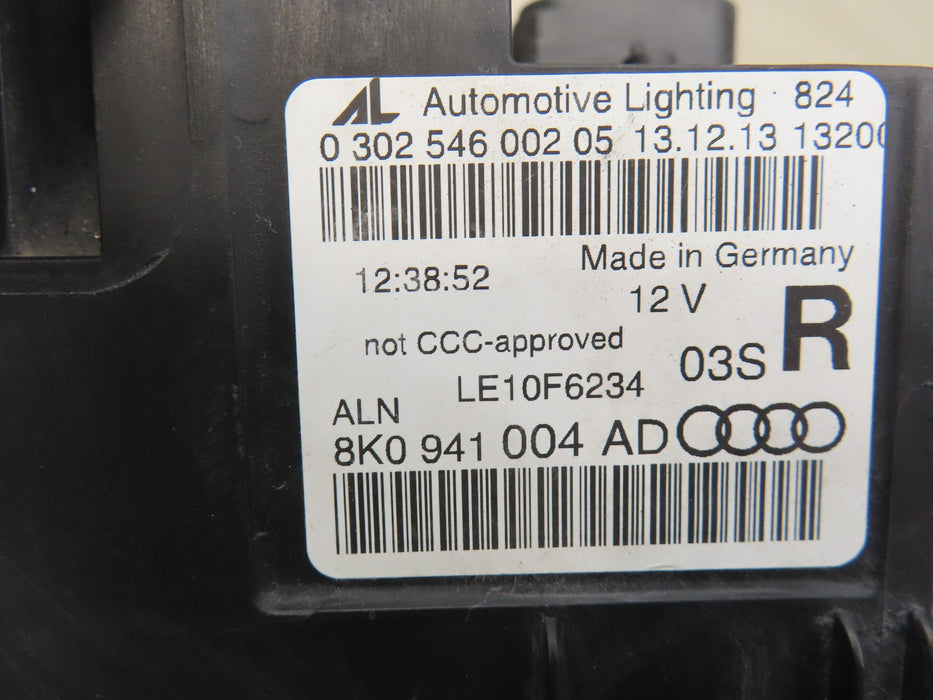 AL Automotive Lighting 824
0 302 546 002 05 13.12.13 1320
12:38:52 Made in Germany
12 V
R
not CCC-approved
03S
LE10F6234
ALN
8K0 941 004 AD